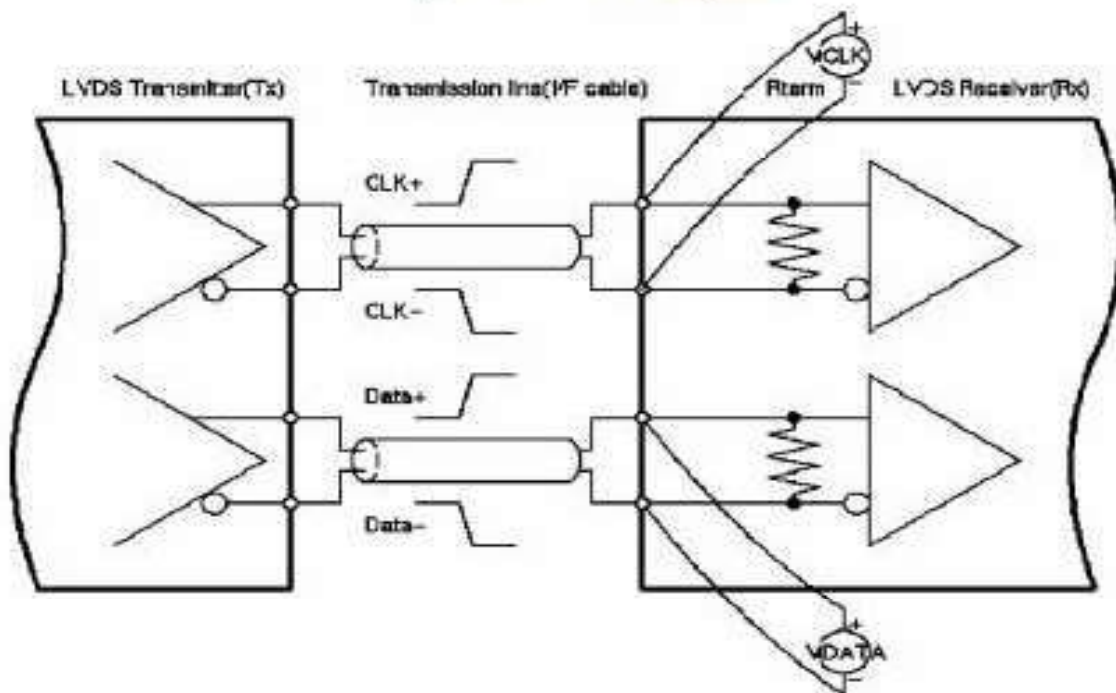 +
VCLK
−
LVDS Transmitter(Tx) Transmission line(I/F cable) Rterm LVDS Receiver(Rx)
CLK+
CLK−
Data+
Data−
+
VDATA
−